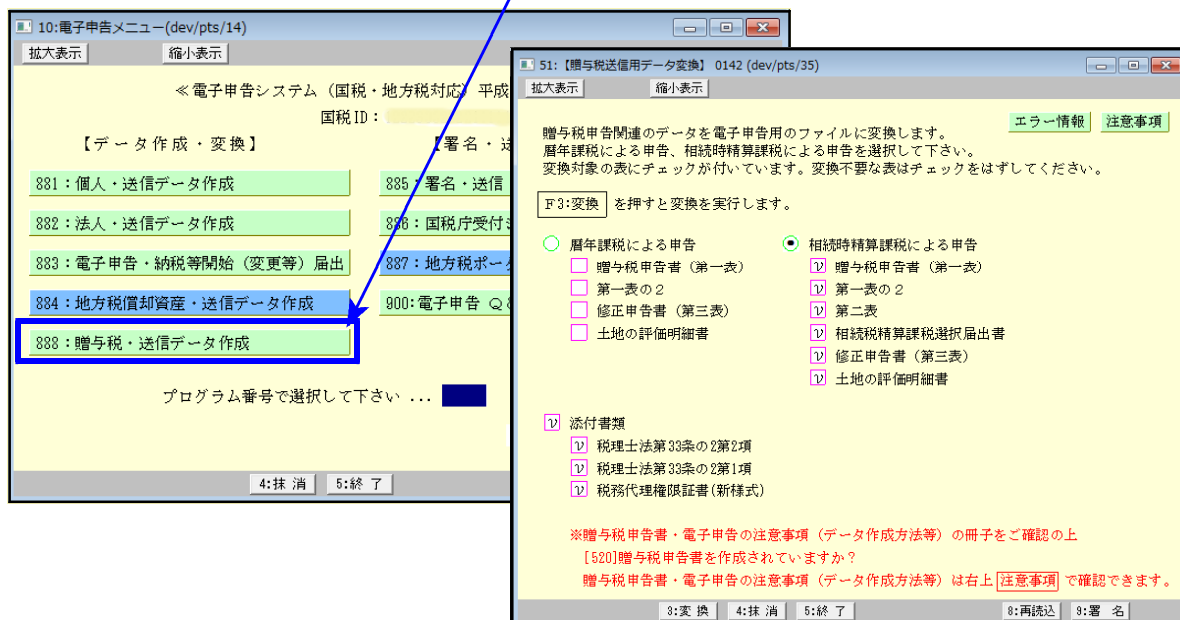 10:電子申告メニュー(dev/pts/14)
拡大表示
縮小表示
≪電子申告システム（国税・地方税対応）平成
国税ID：
【データ作成・変換】
【署名・送
881：個人・送信データ作成
885：署名・送信
882：法人・送信データ作成
886：国税庁受付シ
883：電子申告・納税等開始（変更等）届出
887：地方税ポータ
884：地方税償却資産・送信データ作成
900:電子申告 Ｑ&
888：贈与税・送信データ作成
プログラム番号で選択して下さい ...
4:抹 消
5:終 了
51:【贈与税送信用データ変換】 0142 (dev/pts/35)
拡大表示
縮小表示
エラー情報
注意事項
贈与税申告関連のデータを電子申告用のファイルに変換します。
暦年課税による申告、相続時精算課税による申告を選択して下さい。
変換対象の表にチェックが付いています。変換不要な表はチェックをはずしてください。
F3:変換 を押すと変換を実行します。
暦年課税による申告
贈与税申告書（第一表）
第一表の２
修正申告書（第三表）
土地の評価明細書
相続時精算課税による申告
贈与税申告書（第一表）
第一表の２
第二表
相続税精算課税選択届出書
修正申告書（第三表）
土地の評価明細書
添付書類
税理士法第33条の2第2項
税理士法第33条の2第1項
税務代理権限証書(新様式)
※贈与税申告書・電子申告の注意事項（データ作成方法等）の冊子をご確認の上
[520]贈与税申告書を作成されていますか？
贈与税申告書・電子申告の注意事項（データ作成方法等）は右上 注意事項 で確認できます。
3:変 換
4:抹 消
5:終 了
8:再読込
9:署 名